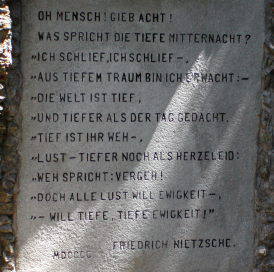 OH MENSCH! GIEB ACHT!
WAS SPRICHT DIE TIEFE MITTERNACHT?
„ICH SCHLIEF, ICH SCHLIEF–,
„AUS TIEFEM TRAUM BIN ICH ERWACHT:–
„DIE WELT IST TIEF,
„UND TIEFER ALS DER TAG GEDACHT.
„TIEF IST IHR WEH–,
„LUST – TIEFER NOCH ALS HERZELEID:
„WEH SPRICHT: VERGEH!
„DOCH ALLE LUST WILL EWIGKEIT–,
„– WILL TIEFE, TIEFE EWIGKEIT!"
FRIEDRICH NIETZSCHE.
MDCCCC